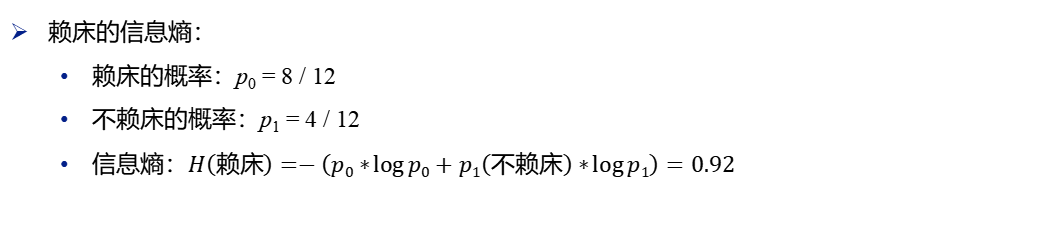 ➢ 赖床的信息熵：
• 赖床的概率：p₀ = 8 / 12
• 不赖床的概率：p₁ = 4 / 12
• 信息熵：H(赖床) =− (p₀ ∗ log p₀ + p₁(不赖床) ∗ log p₁) = 0.92